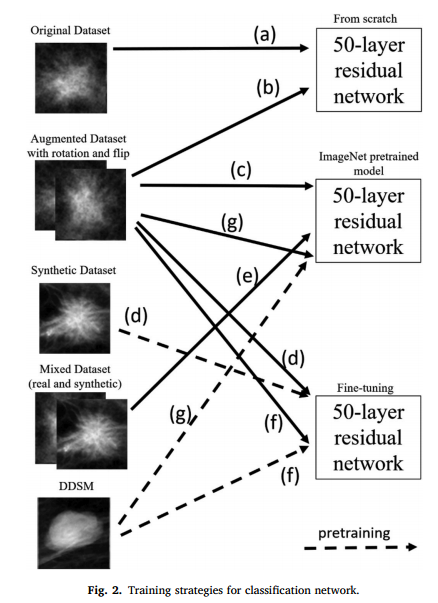 Original Dataset
(a)
From scratch
50-layer
residual
network
(b)
Augmented Dataset
with rotation and flip
(c)
ImageNet pretrained
model
50-layer
residual
network
(g)
(e)
Synthetic Dataset
(d)
Mixed Dataset
(real and synthetic)
(d)
Fine-tuning
50-layer
residual
network
(g)
(f)
(f)
DDSM
pretraining
Fig. 2. Training strategies for classification network.